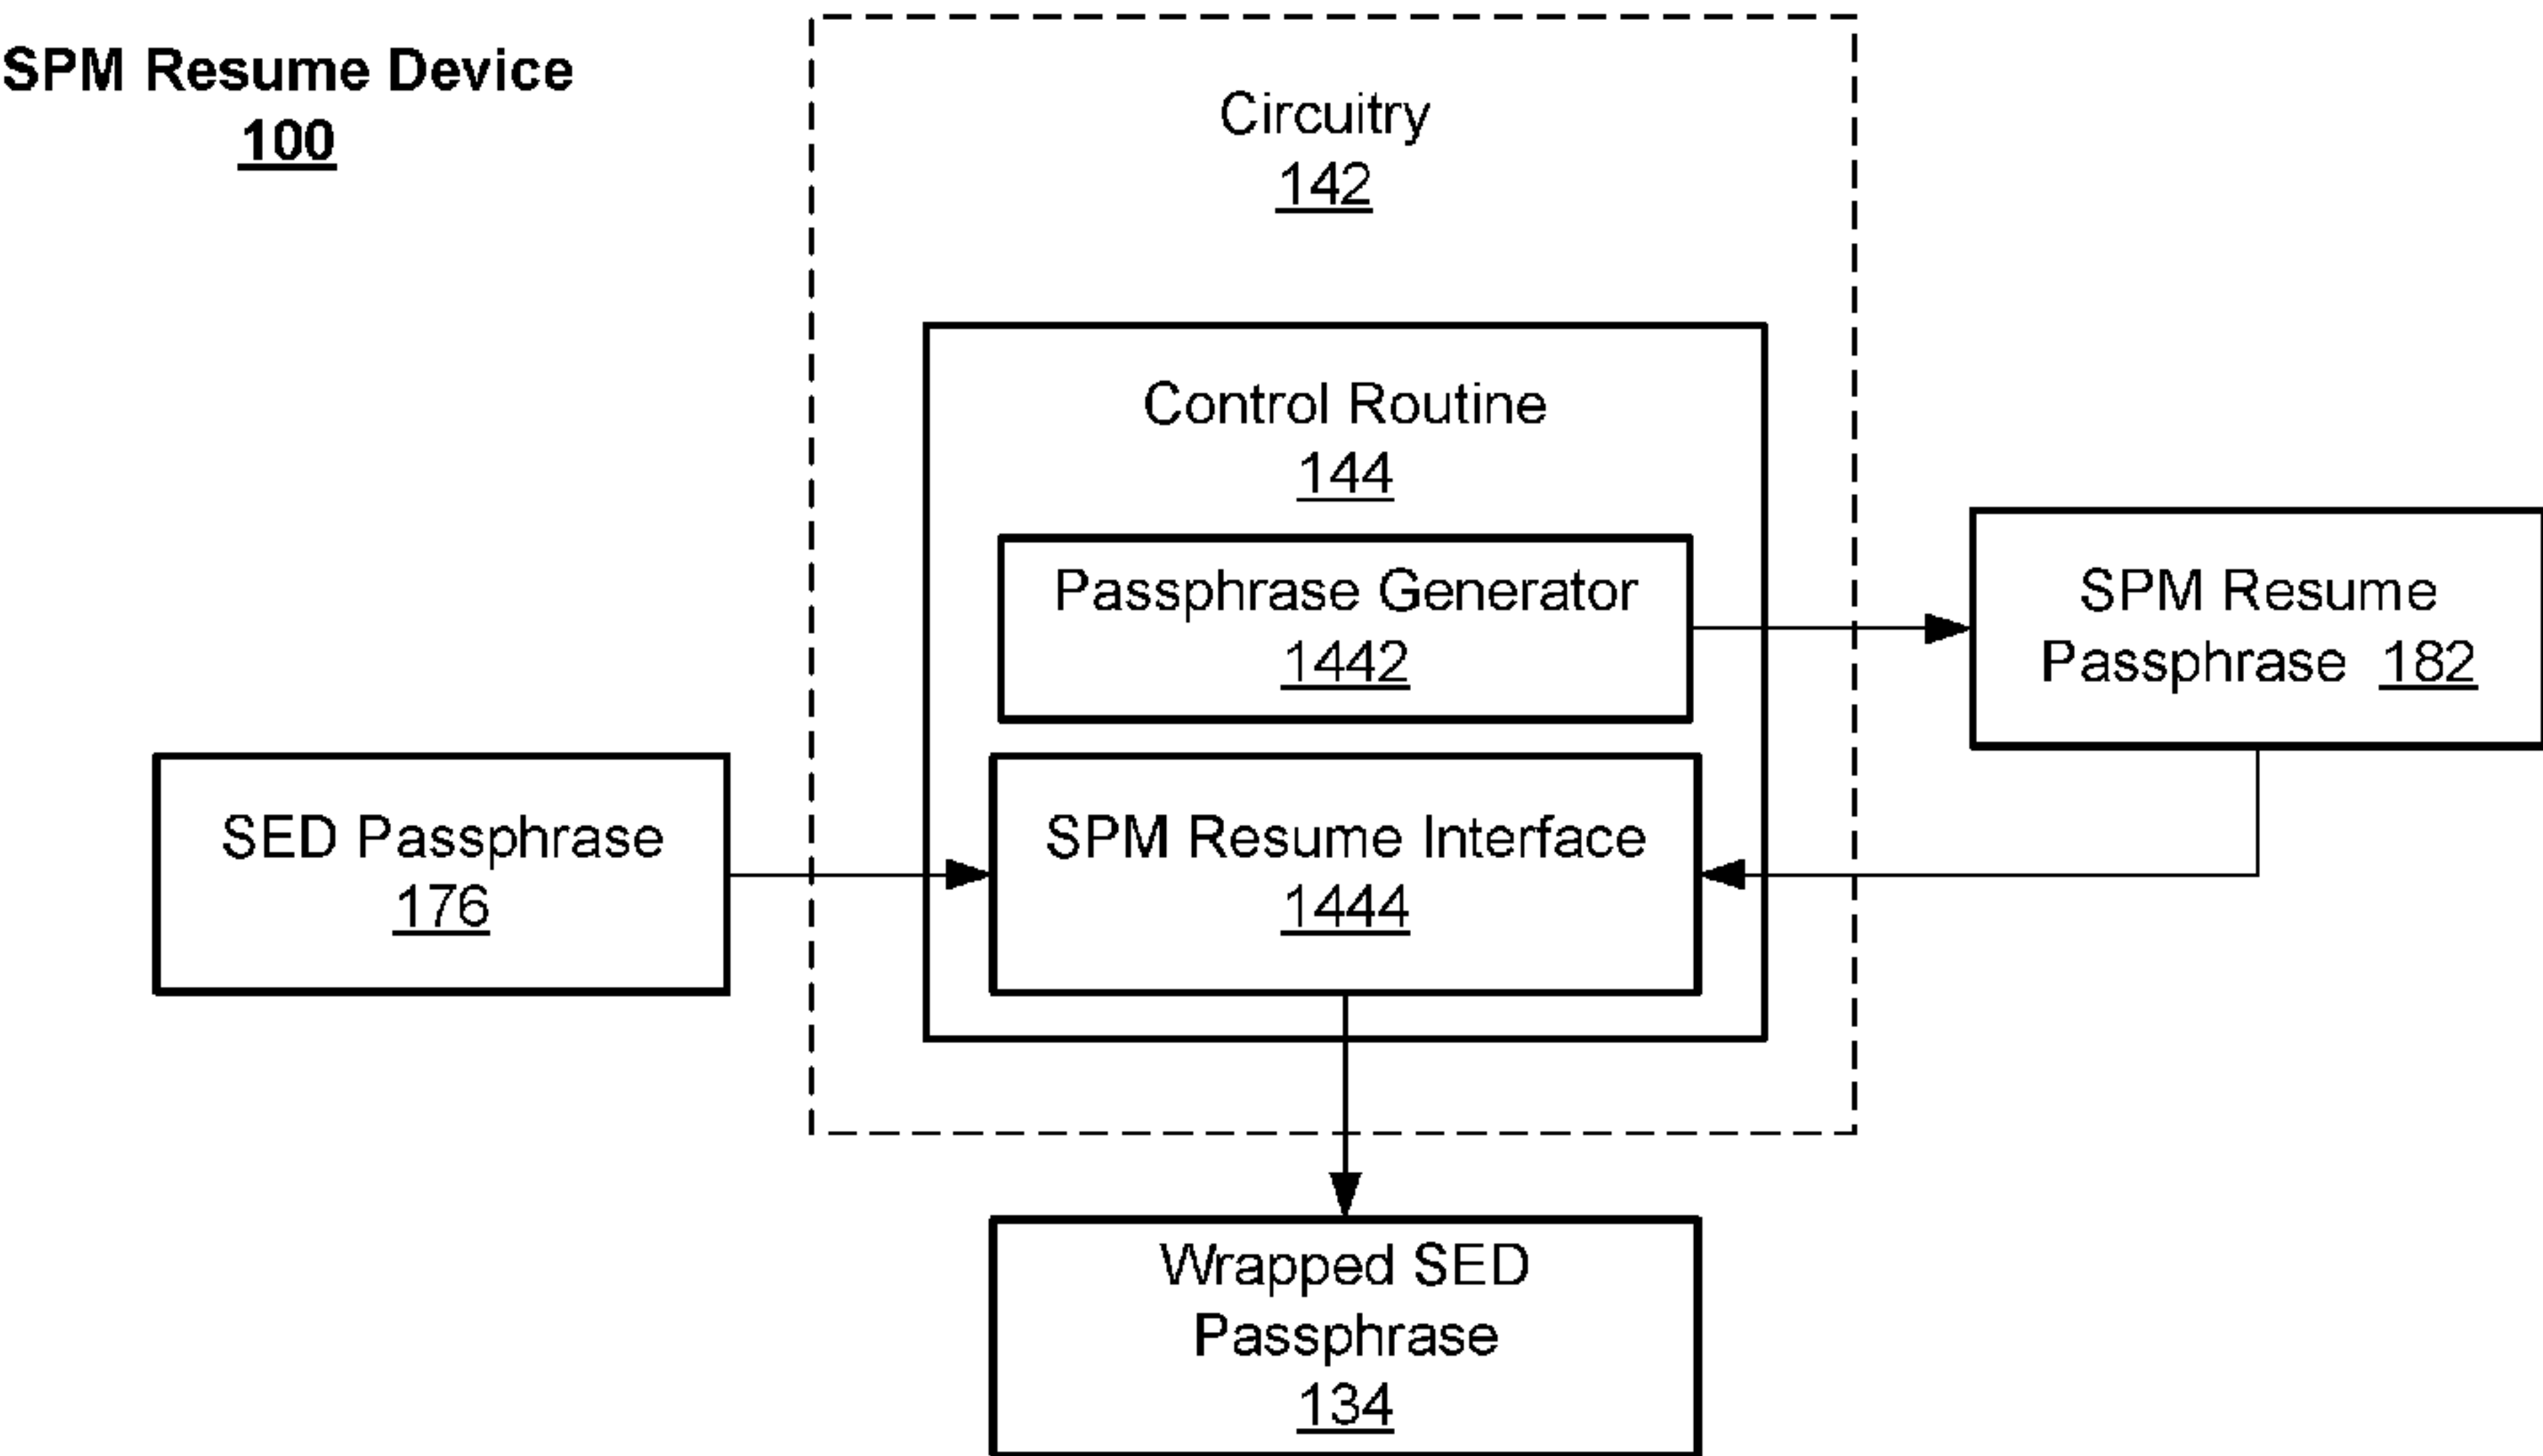 SPM Resume Device
100
Circuitry
142
Control Routine
144
Passphrase Generator
1442
SPM Resume
Passphrase 182
SED Passphrase
176
SPM Resume Interface
1444
Wrapped SED
Passphrase
134